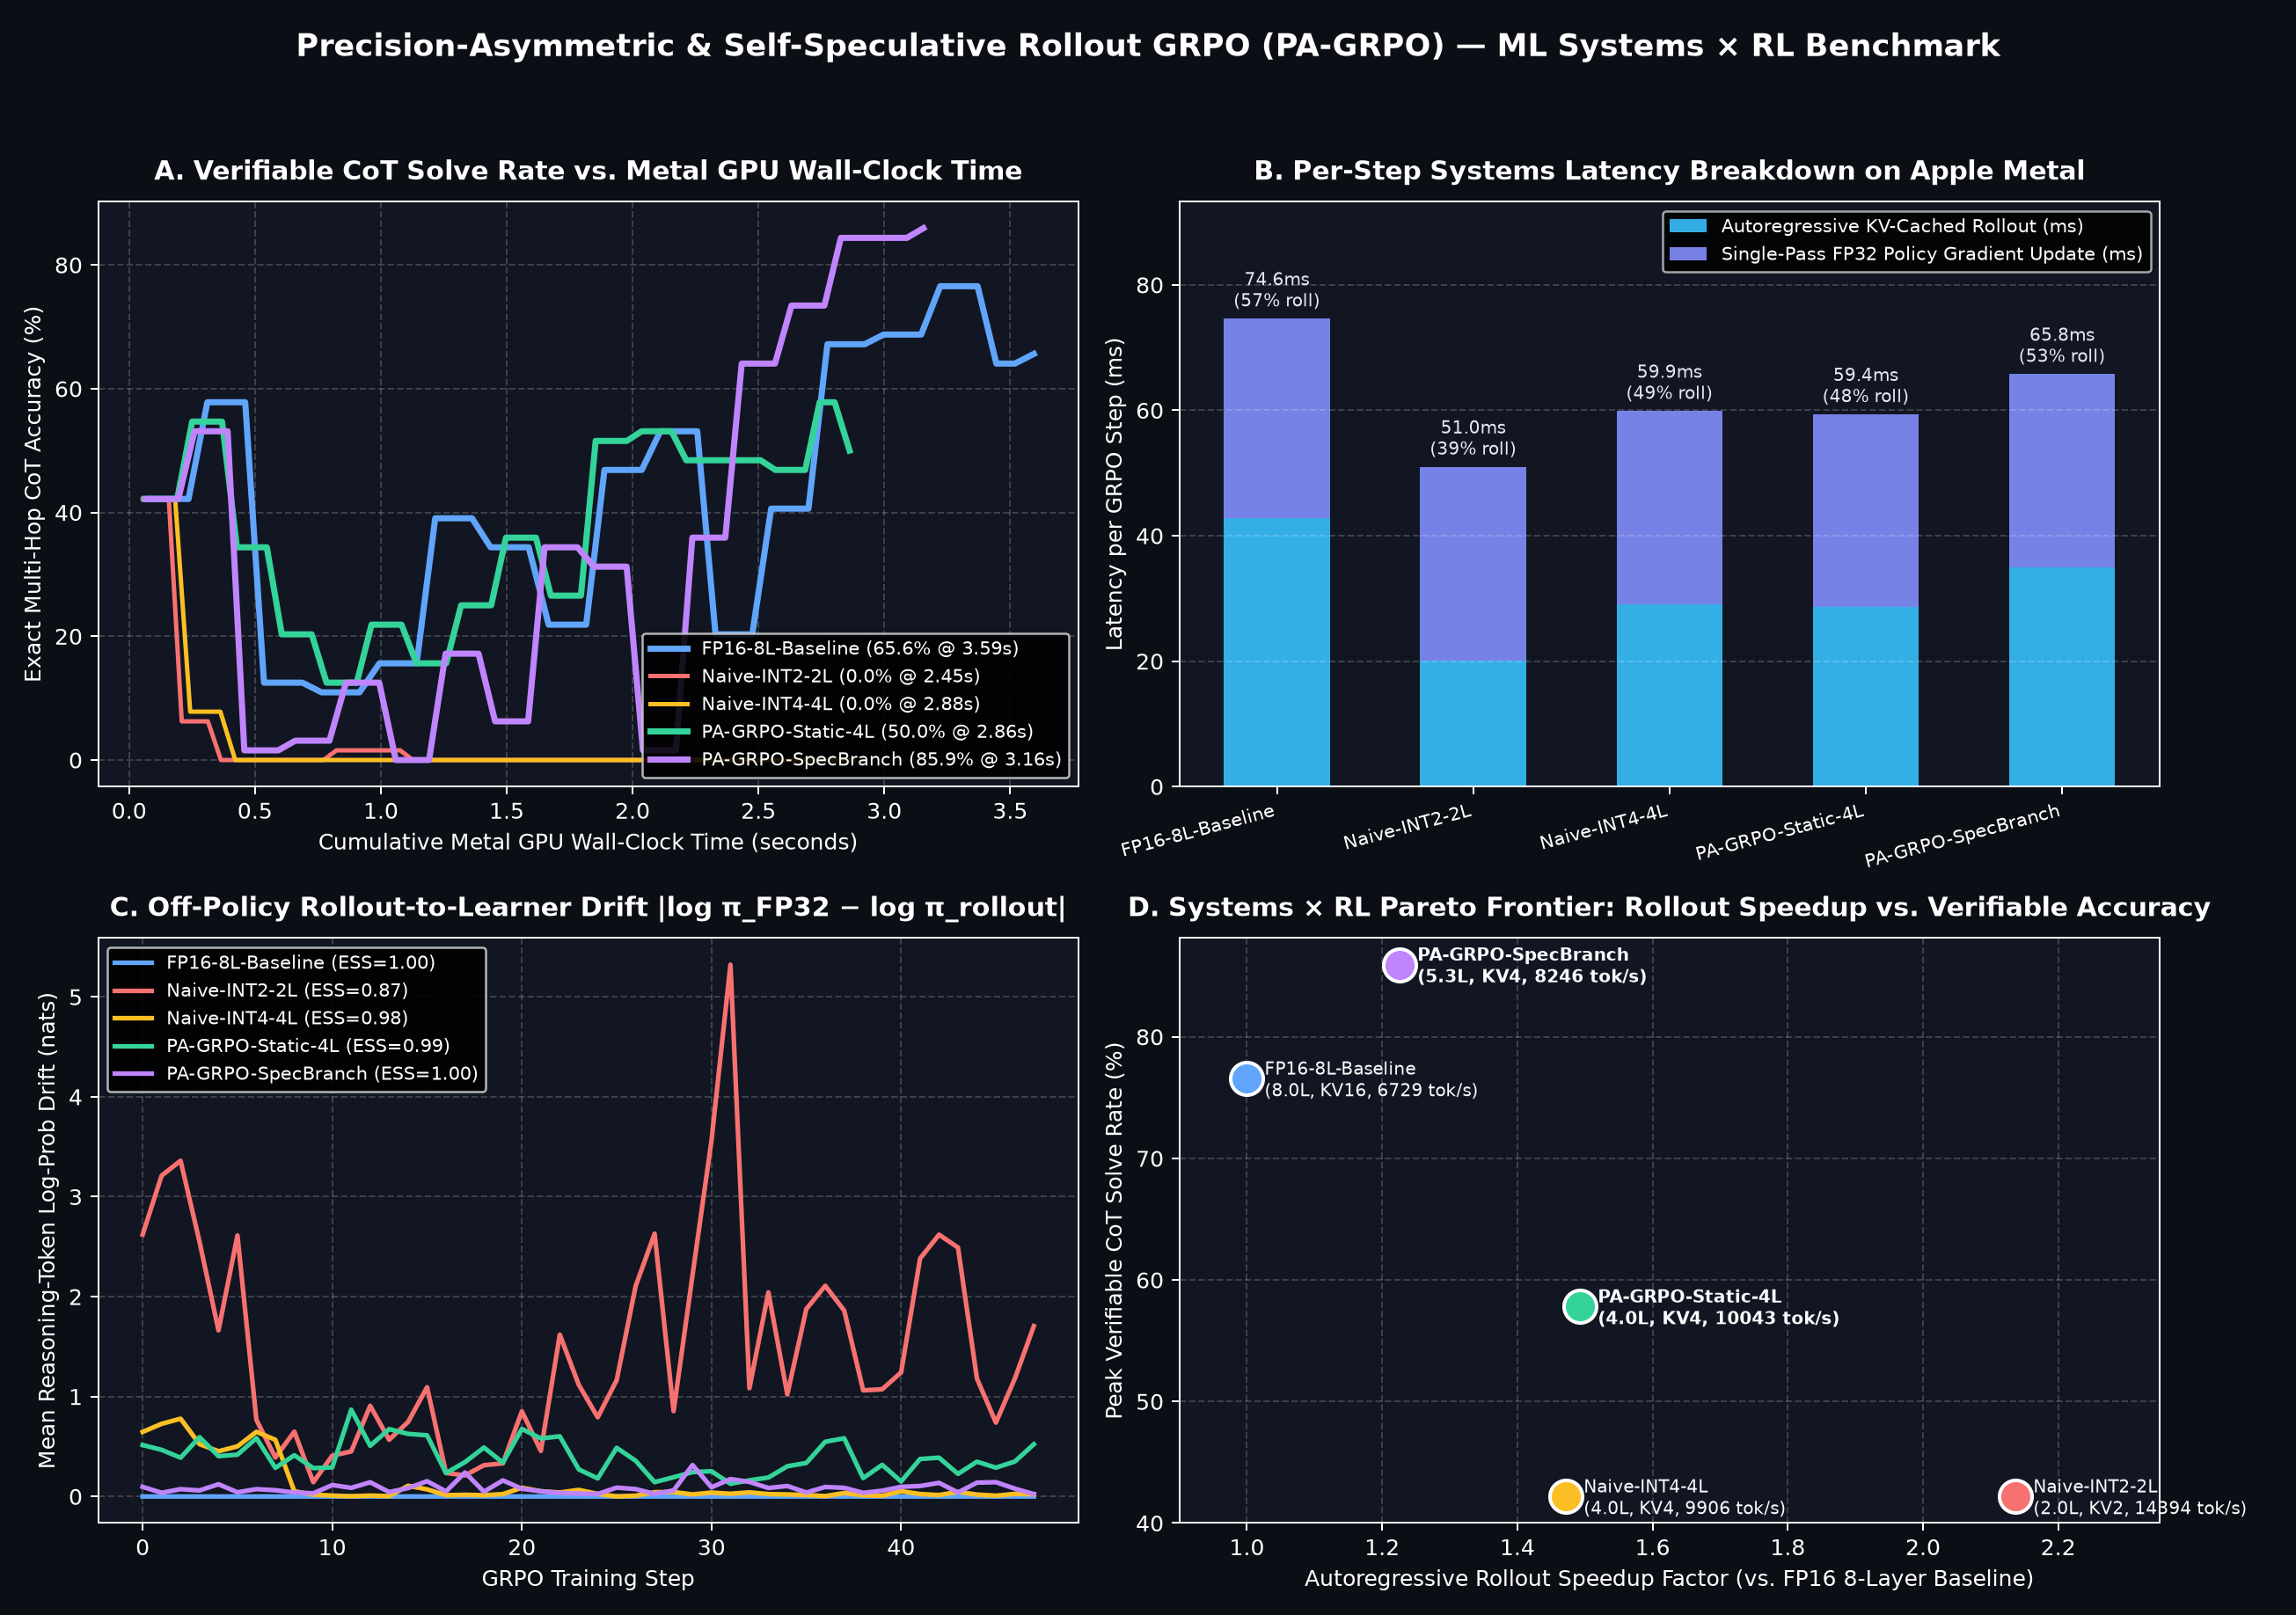 Precision-Asymmetric & Self-Speculative Rollout GRPO (PA-GRPO) — ML Systems × RL Benchmark
A. Verifiable CoT Solve Rate vs. Metal GPU Wall-Clock Time
Exact Multi-Hop CoT Accuracy (%)
80
60
40
20
0
FP16-8L-Baseline (65.6% @ 3.59s)
Naive-INT2-2L (0.0% @ 2.45s)
Naive-INT4-4L (0.0% @ 2.88s)
PA-GRPO-Static-4L (50.0% @ 2.86s)
PA-GRPO-SpecBranch (85.9% @ 3.16s)
0.0 0.5 1.0 1.5 2.0 2.5 3.0 3.5
Cumulative Metal GPU Wall-Clock Time (seconds)
B. Per-Step Systems Latency Breakdown on Apple Metal
Latency per GRPO Step (ms)
80
60
40
20
0
Autoregressive KV-Cached Rollout (ms)
Single-Pass FP32 Policy Gradient Update (ms)
74.6ms
(57% roll)
51.0ms
(39% roll)
59.9ms
(49% roll)
59.4ms
(48% roll)
65.8ms
(53% roll)
FP16-8L-Baseline
Naive-INT2-2L
Naive-INT4-4L
PA-GRPO-Static-4L
PA-GRPO-SpecBranch
C. Off-Policy Rollout-to-Learner Drift |log π_FP32 − log π_rollout|
Mean Reasoning-Token Log-Prob Drift (nats)
5
4
3
2
1
0
FP16-8L-Baseline (ESS=1.00)
Naive-INT2-2L (ESS=0.87)
Naive-INT4-4L (ESS=0.98)
PA-GRPO-Static-4L (ESS=0.99)
PA-GRPO-SpecBranch (ESS=1.00)
0 10 20 30 40
GRPO Training Step
D. Systems × RL Pareto Frontier: Rollout Speedup vs. Verifiable Accuracy
Peak Verifiable CoT Solve Rate (%)
80
70
60
50
40
PA-GRPO-SpecBranch
(5.3L, KV4, 8246 tok/s)
FP16-8L-Baseline
(8.0L, KV16, 6729 tok/s)
PA-GRPO-Static-4L
(4.0L, KV4, 10043 tok/s)
Naive-INT4-4L
(4.0L, KV4, 9906 tok/s)
Naive-INT2-2L
(2.0L, KV2, 14394 tok/s)
1.0 1.2 1.4 1.6 1.8 2.0 2.2
Autoregressive Rollout Speedup Factor (vs. FP16 8-Layer Baseline)